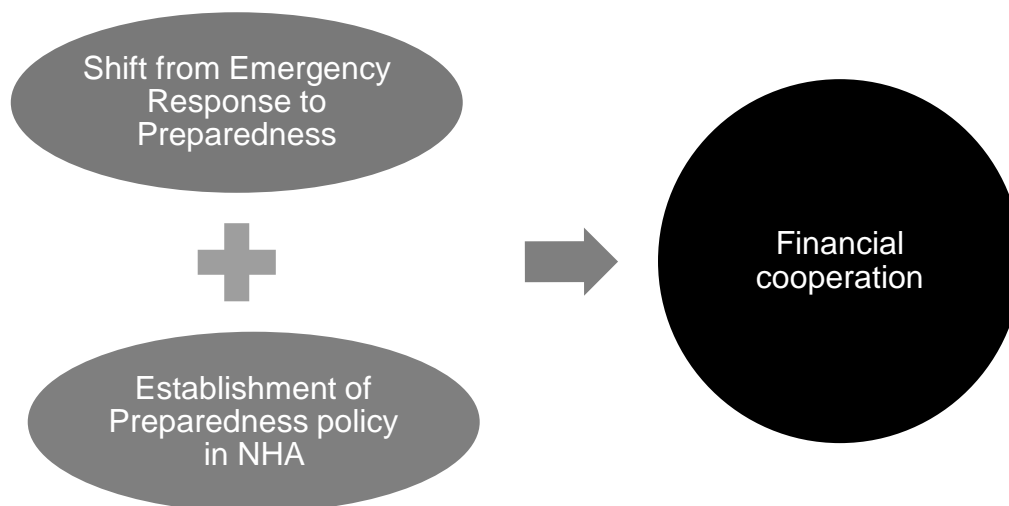 Shift from Emergency
Response to
Preparedness
Establishment of
Preparedness policy
in NHA
Financial
cooperation